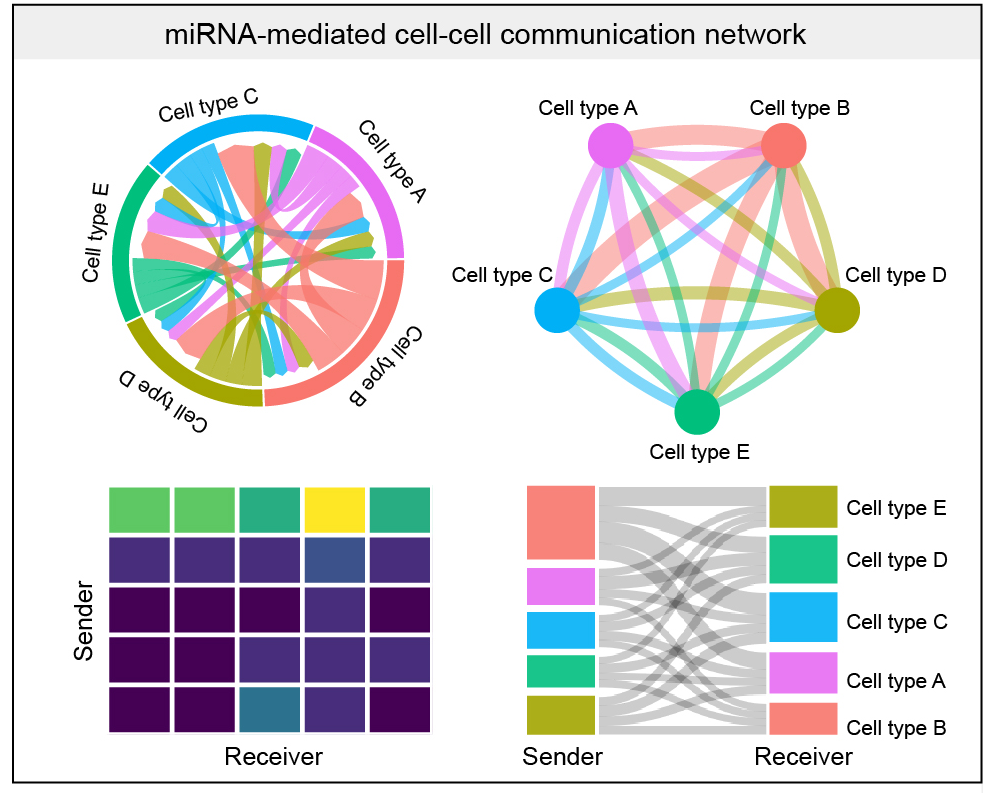 miRNA-mediated cell-cell communication network
Cell type C
Cell type A
Cell type E
Cell type D
Cell type B
Cell type A
Cell type B
Cell type C
Cell type D
Cell type E
Sender
Receiver
Cell type E
Cell type D
Cell type C
Cell type A
Cell type B
Sender
Receiver